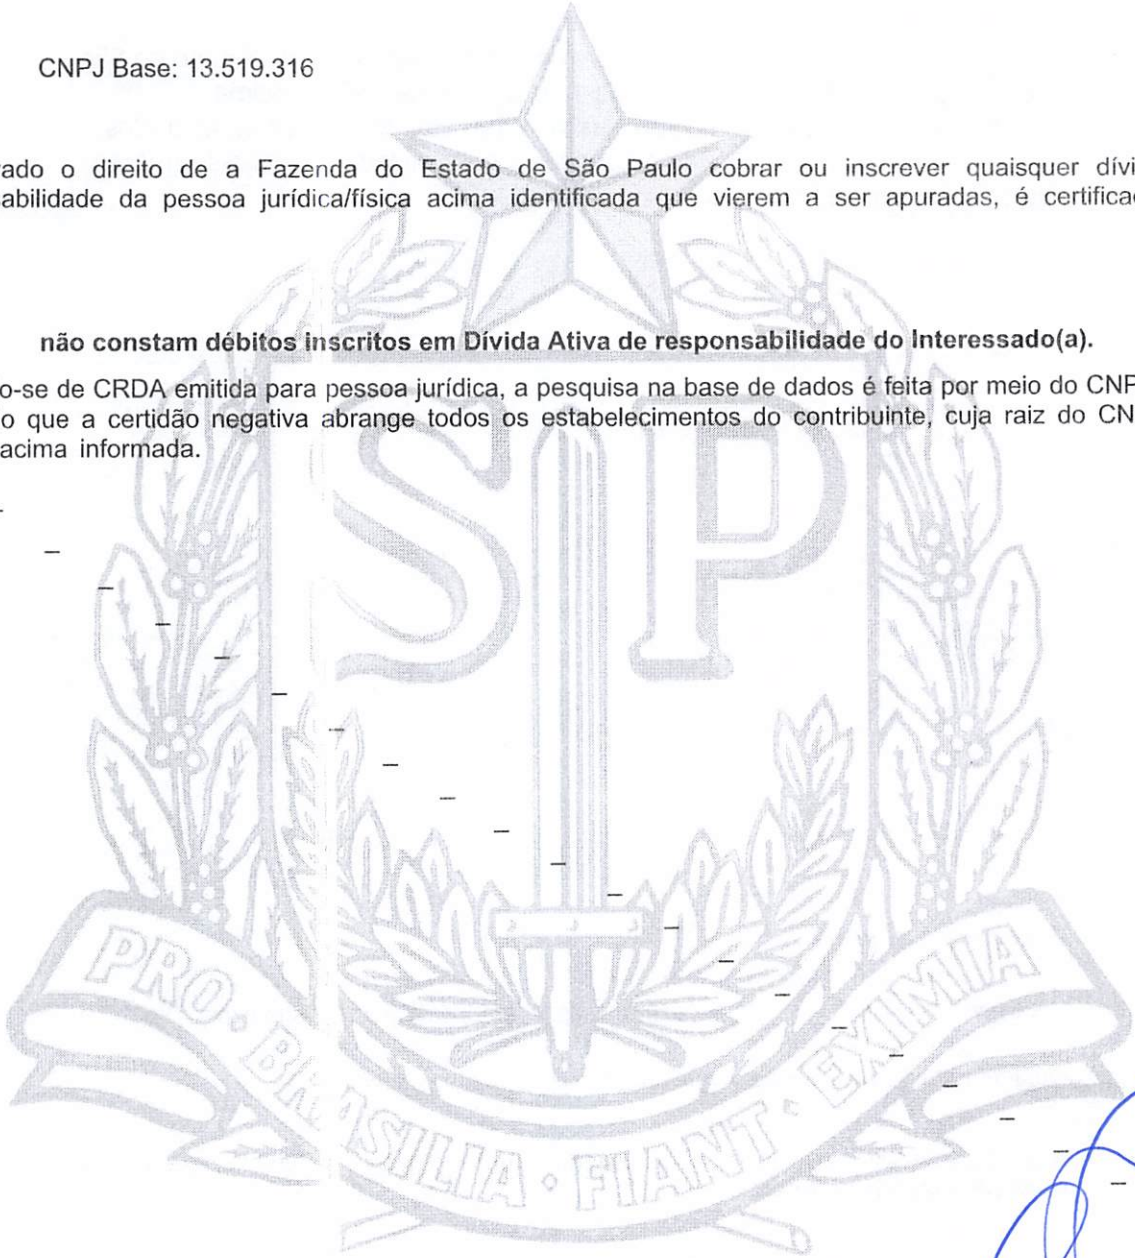 CNPJ Base: 13.519.316
ado o direito de a Fazenda do Estado de São Paulo cobrar ou inscrever quaisquer dívi
abilidade da pessoa jurídica/física acima identificada que vierem a ser apuradas, é certifica
não constam débitos inscritos em Dívida Ativa de responsabilidade do Interessado(a).
o-se de CRDA emitida para pessoa jurídica, a pesquisa na base de dados é feita por meio do CNP
o que a certidão negativa abrange todos os estabelecimentos do contribuinte, cuja raiz do CN
acima informada.
SP
PRO · BRASILIA · FIANT · EXIMIA